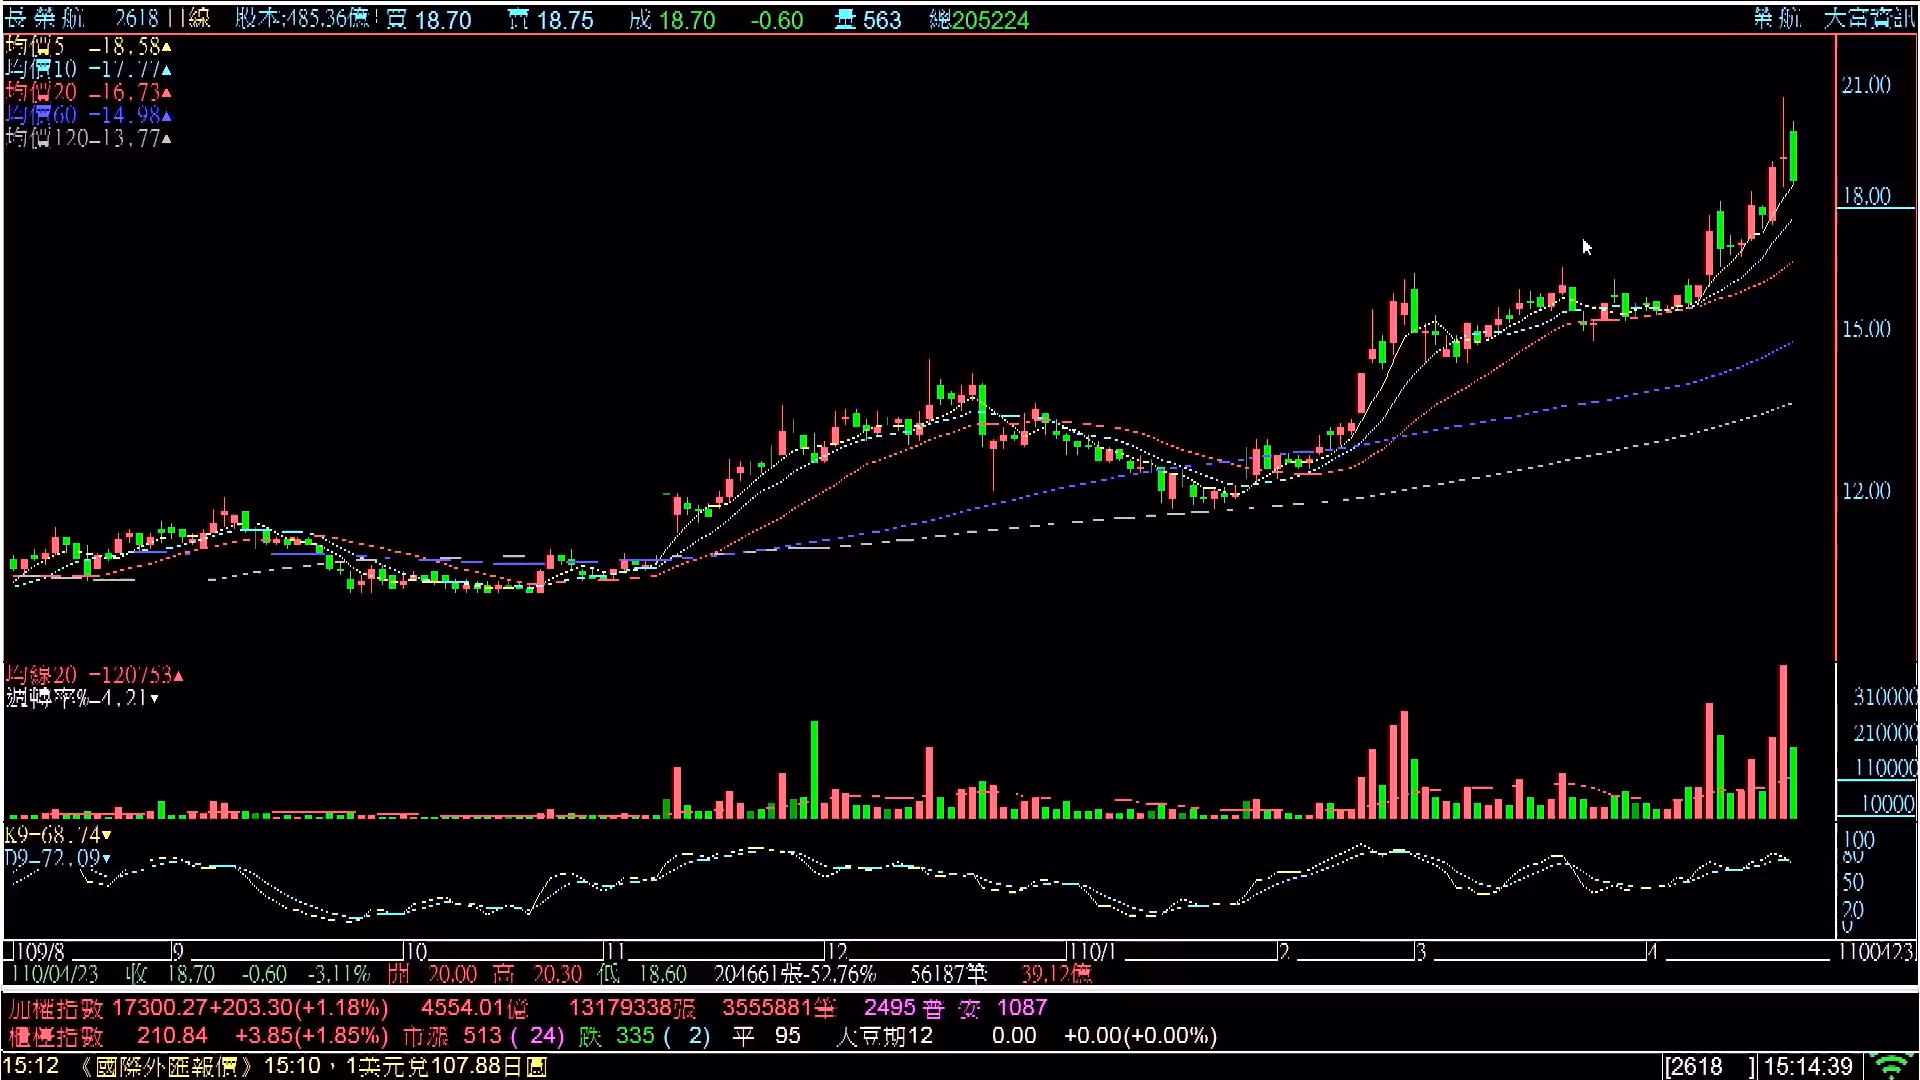 長榮航 2618 日線 股本:485.36億 買 18.70 賣 18.75 成 18.70 -0.60 量 563 總205224 榮航 大富資訊
均價5 =18.58▲
均價10 =17.77▲
均價20 =16.73▲
均價60 =14.98▲
均價120=13.77▲
21.00
18.00
15.00
12.00
均線20 =120753▲
週轉率%=4.21▼
310000
210000
110000
10000
K9=68.74▼
D9=72.09▼
100
80
50
20
0
109/8 9 10 11 12 110/1 2 3 4 1100423
110/04/23 收 18.70 -0.60 -3.11% 開 20.00 高 20.30 低 18.60 204661張-52.76% 56187筆 39.12億
加權指數 17300.27+203.30(+1.18%) 4554.01億 13179338張 3555881筆 2495 普 安 1087
櫃檯指數 210.84 +3.85(+1.85%) 市漲 513 ( 24) 跌 335 ( 2) 平 95 人豆期12 0.00 +0.00(+0.00%)
15:12 《國際外匯報價》15:10,1美元兌107.88日圓 [2618 ] 15:14:39